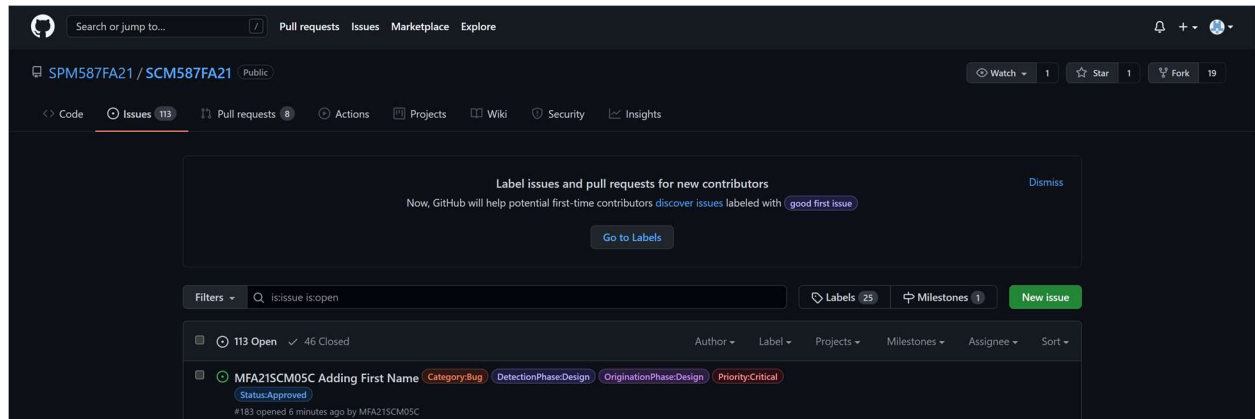 Search or jump to... / Pull requests Issues Marketplace Explore
SPM587FA21 / SCM587FA21 Public Watch 1 Star 1 Fork 19
Code Issues 113 Pull requests 8 Actions Projects Wiki Security Insights
Label issues and pull requests for new contributors Dismiss
Now, GitHub will help potential first-time contributors discover issues labeled with good first issue
Go to Labels
Filters is:issue is:open Labels 25 Milestones 1 New issue
113 Open 46 Closed Author Label Projects Milestones Assignee Sort
MFA21SCM05C Adding First Name Category:Bug DetectionPhase:Design OriginationPhase:Design Priority:Critical
Status:Approved
#183 opened 6 minutes ago by MFA21SCM05C